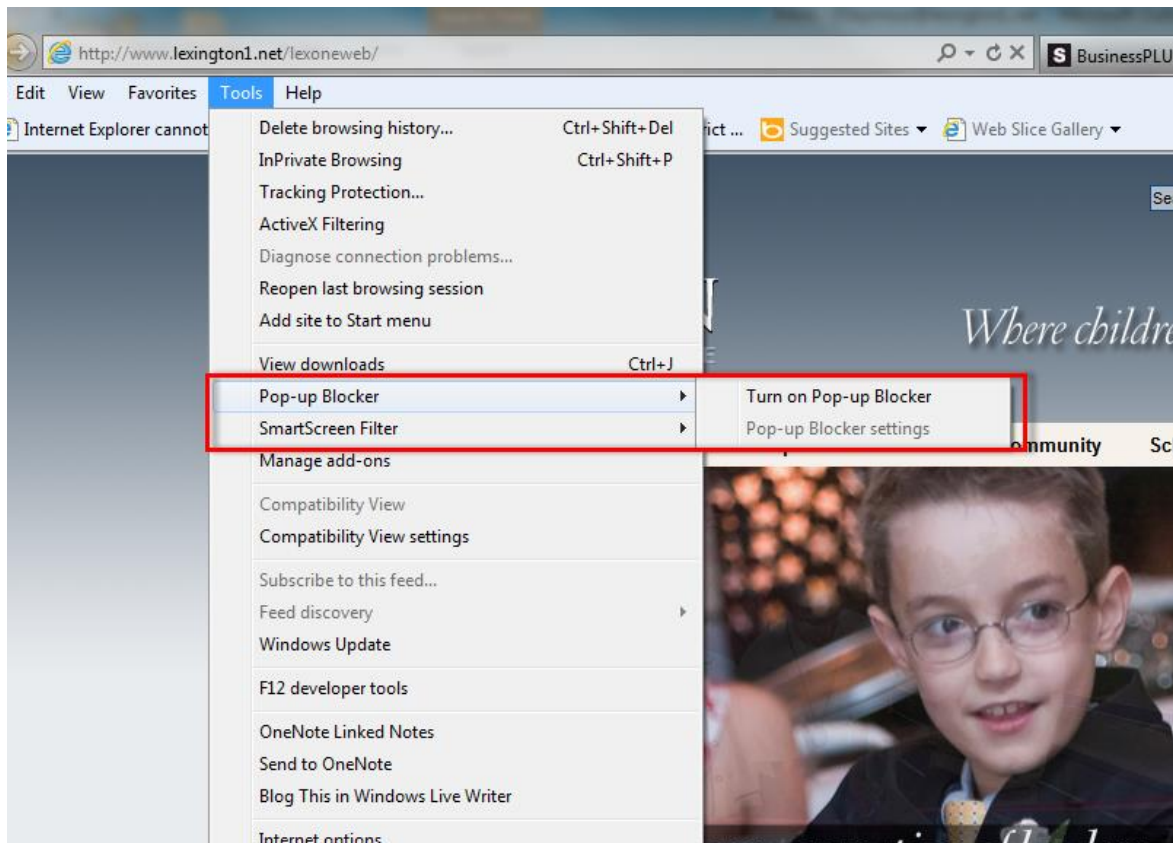 http://www.lexington1.net/lexoneweb/
BusinessPLU
Edit View Favorites Tools Help
Internet Explorer cannot
rict ... Suggested Sites Web Slice Gallery
Delete browsing history... Ctrl+Shift+Del
InPrivate Browsing Ctrl+Shift+P
Tracking Protection...
ActiveX Filtering
Diagnose connection problems...
Reopen last browsing session
Add site to Start menu
View downloads Ctrl+J
Pop-up Blocker
SmartScreen Filter
Manage add-ons
Compatibility View
Compatibility View settings
Subscribe to this feed...
Feed discovery
Windows Update
F12 developer tools
OneNote Linked Notes
Send to OneNote
Blog This in Windows Live Writer
Internet options
Turn on Pop-up Blocker
Pop-up Blocker settings
Se
N
E
Where childre
ommunity Sc